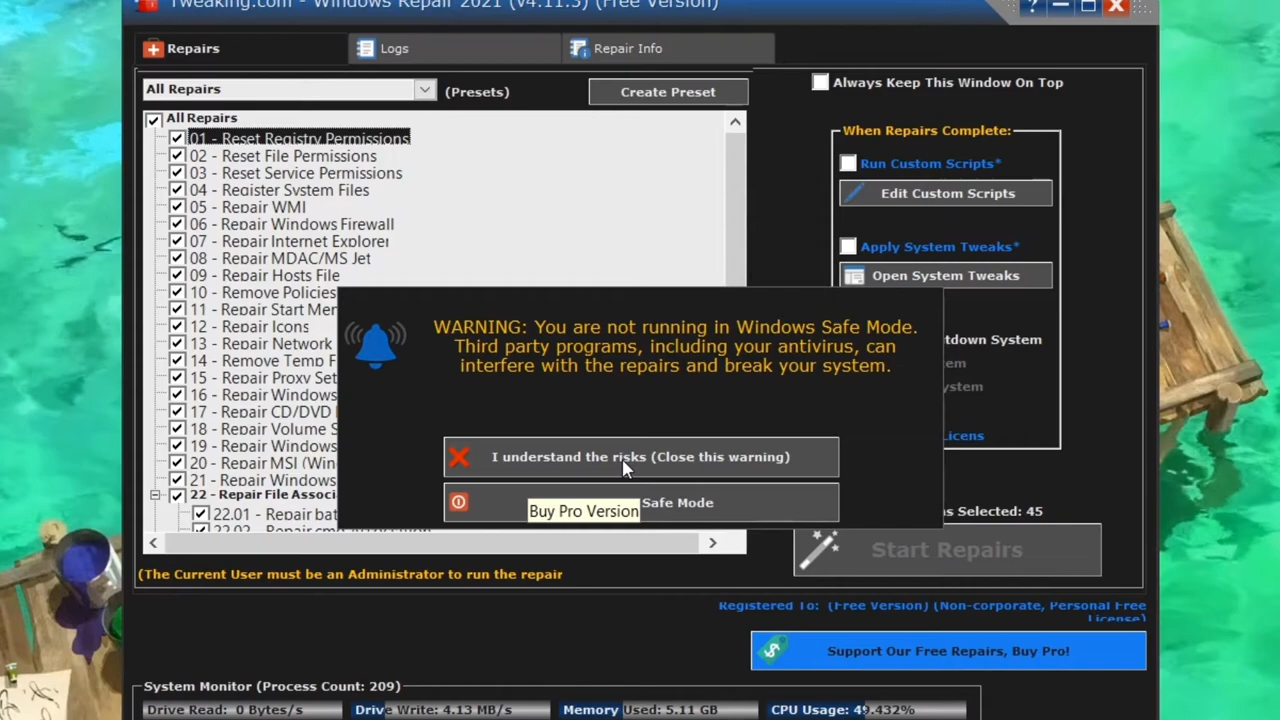 Tweaking.com - Windows Repair 2021 (v4.11.3) (Free Version)
?
Repairs
Logs
Repair Info
All Repairs
(Presets)
Create Preset
Always Keep This Window On Top
All Repairs
01 - Reset Registry Permissions
02 - Reset File Permissions
03 - Reset Service Permissions
04 - Register System Files
05 - Repair WMI
06 - Repair Windows Firewall
07 - Repair Internet Explorer
08 - Repair MDAC/MS Jet
09 - Repair Hosts File
10 - Remove Policies
11 - Repair Start Men
12 - Repair Icons
13 - Repair Network
14 - Remove Temp F
15 - Repair Proxy Set
16 - Repair Windows
17 - Repair CD/DVD
18 - Repair Volume S
19 - Repair Windows
20 - Repair MSI (Win
21 - Repair Windows
22 - Repair File Associ
22.01 - Repair bat
22.02 - Repair
When Repairs Complete:
Run Custom Scripts*
Edit Custom Scripts
Apply System Tweaks*
Open System Tweaks
tdown System
em
ystem
Licens
WARNING: You are not running in Windows Safe Mode.
Third party programs, including your antivirus, can
interfere with the repairs and break your system.
I understand the risks (Close this warning)
Safe Mode
Buy Pro Version
s Selected: 45
Start Repairs
(The Current User must be an Administrator to run the repair
Registered To: (Free Version) (Non-corporate, Personal Free
License)
Support Our Free Repairs, Buy Pro!
System Monitor (Process Count: 209)
Drive Read: 0 Bytes/s
Drive Write: 4.13 MB/s
Memory Used: 5.11 GB
CPU Usage: 49.432%